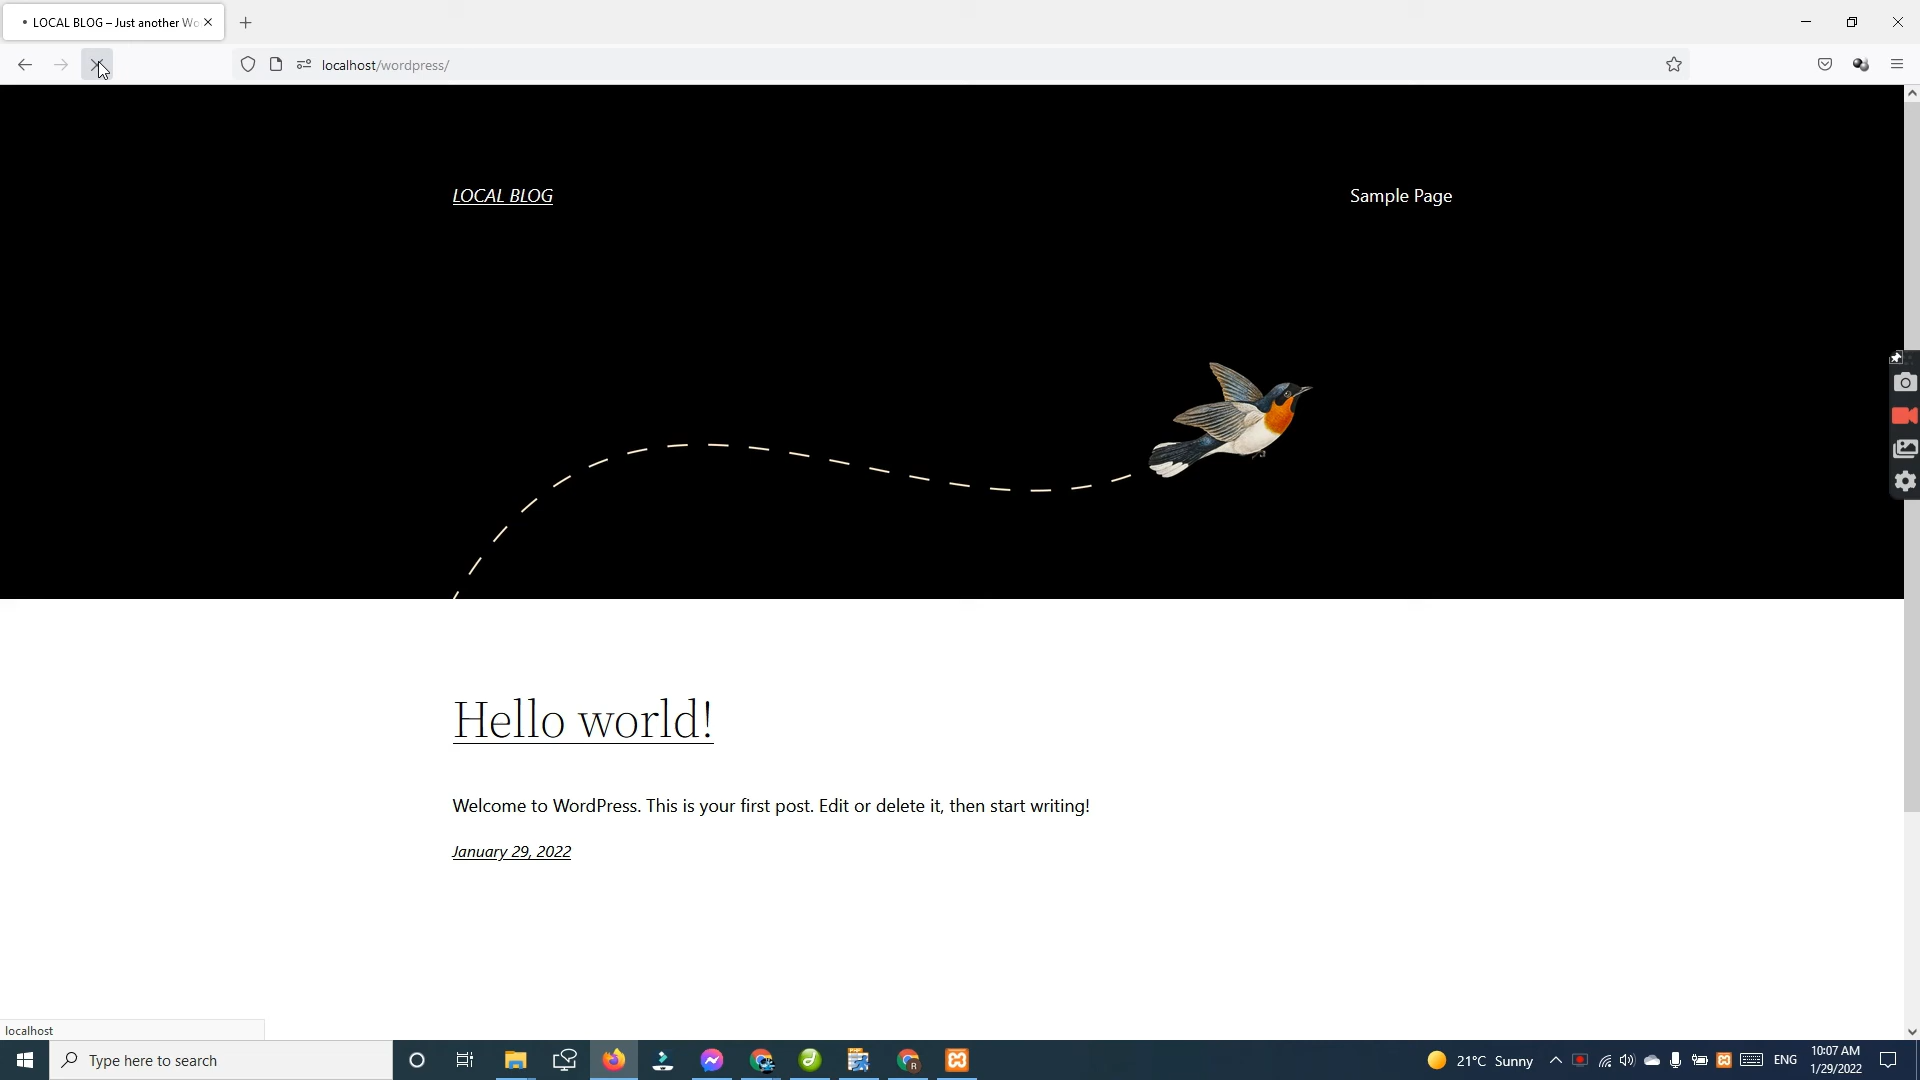 LOCAL BLOG – Just another Wo
localhost/wordpress/
LOCAL BLOG
Sample Page
Hello world!
Welcome to WordPress. This is your first post. Edit or delete it, then start writing!
January 29, 2022
localhost
Type here to search
21°C Sunny
ENG
10:07 AM
1/29/2022